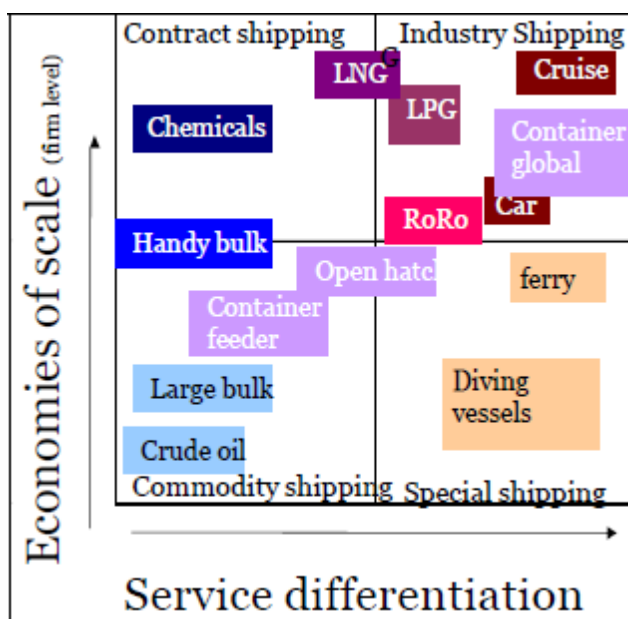 Contract shipping
Industry Shipping
LNG
G
Cruise
LPG
Chemicals
Container
global
Car
RoRo
Handy bulk
Open hatc
ferry
Container
feeder
Large bulk
Diving
vessels
Crude oil
Commodity shipping
Special shipping
Economies of scale (firm level)
Service differentiation